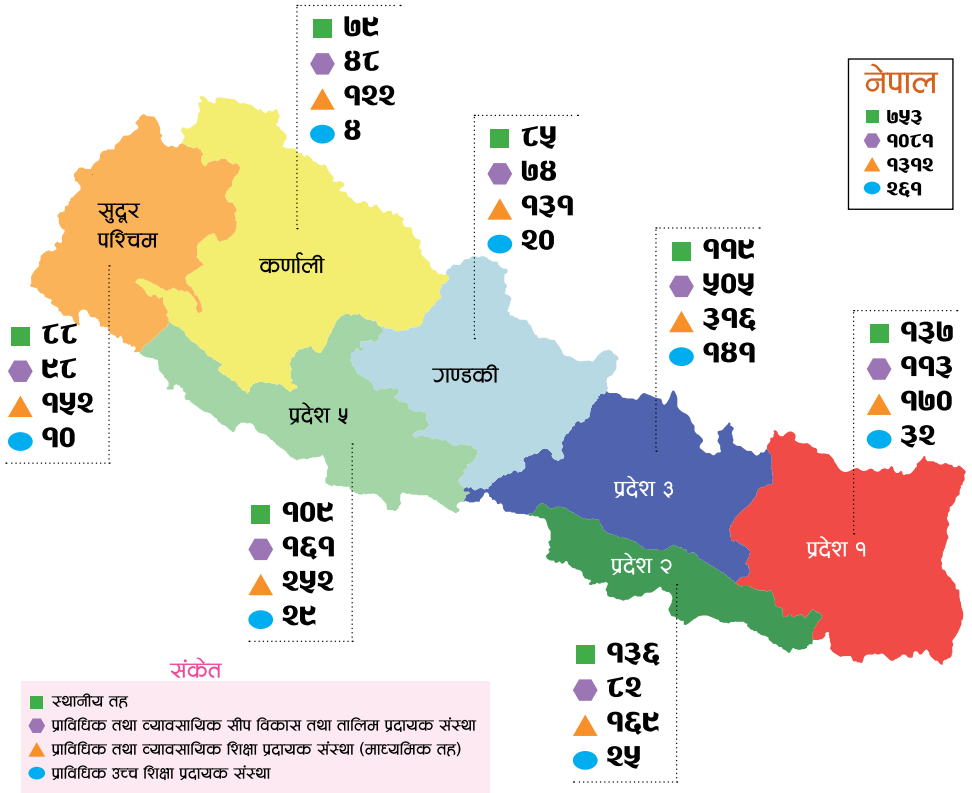 ७९
४८
१२२
४
नेपाल
७५३
१०८१
१३१२
२६१
८५
७४
१३१
२०
सुदूर
पश्चिम
कर्णाली
११९
५०५
३१६
१४१
८८
९८
१५२
१०
१३७
११३
१७०
३२
गण्डकी
प्रदेश ५
प्रदेश ३
प्रदेश १
प्रदेश २
१०९
१६१
२५२
२९
१३६
८२
१६९
२५
संकेत
स्थानीय तह
प्राविधिक तथा व्यावसायिक सीप विकास तथा तालिम प्रदायक संस्था
प्राविधिक तथा व्यावसायिक शिक्षा प्रदायक संस्था (माध्यमिक तह)
प्राविधिक उच्च शिक्षा प्रदायक संस्था